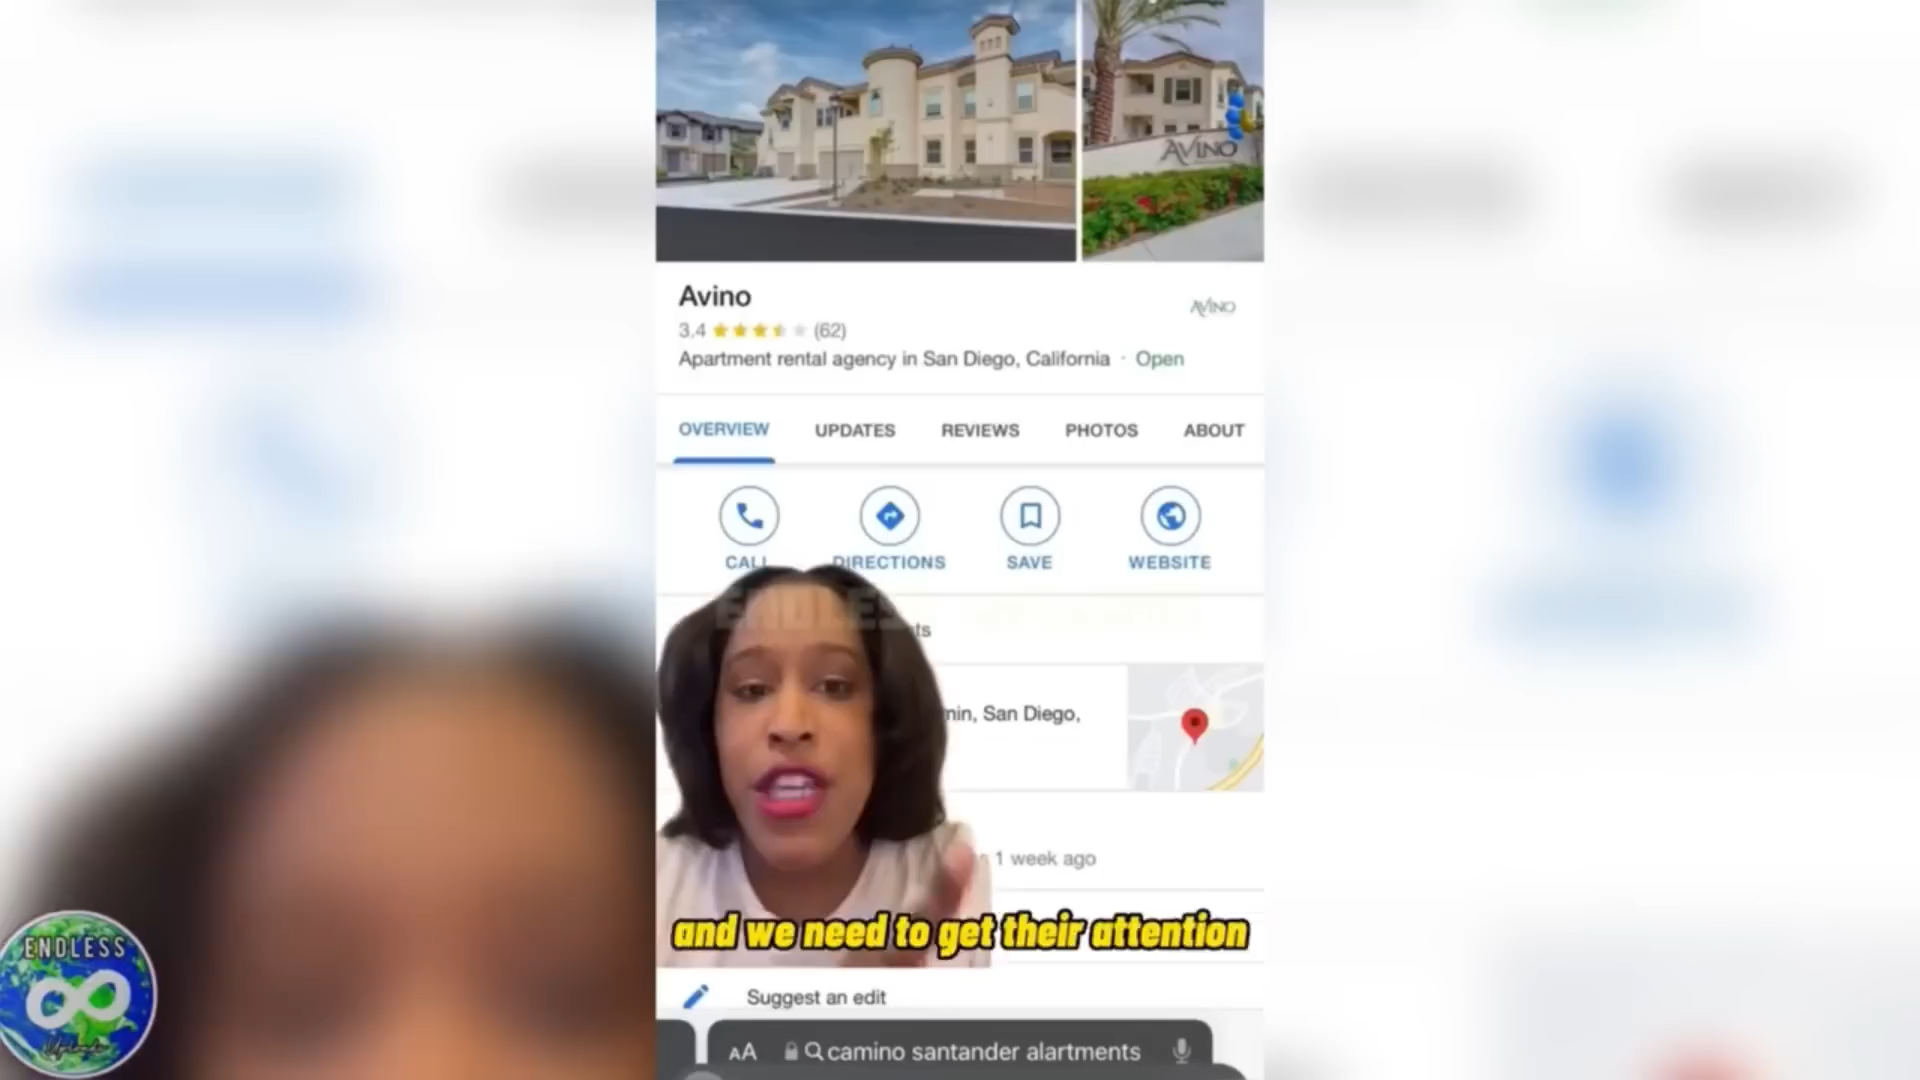 AVINO
Avino
AVINO
3.4 (62)
Apartment rental agency in San Diego, California · Open
OVERVIEW UPDATES REVIEWS PHOTOS ABOUT
CALL DIRECTIONS SAVE WEBSITE
ENDLESS
San Diego,
1 week ago
and we need to get their attention
ENDLESS
Uploads
Suggest an edit
AA camino santander alartments